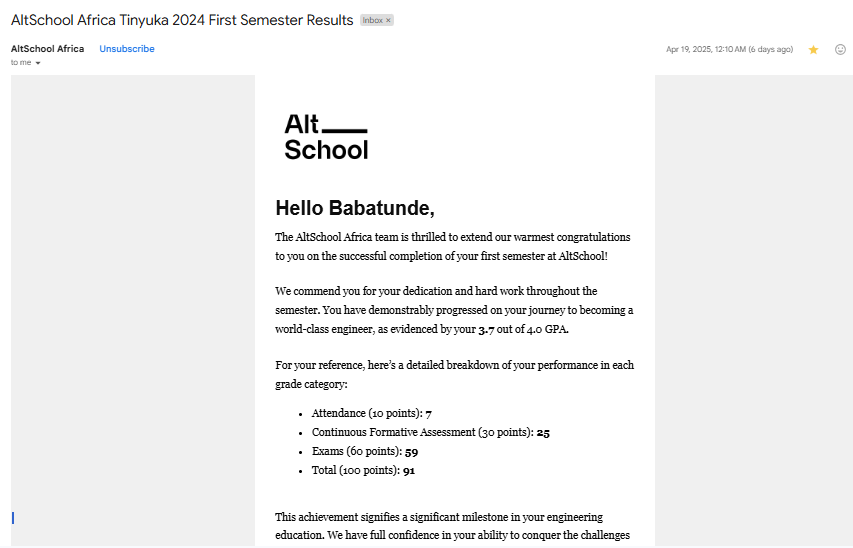 AltSchool Africa Tinyuka 2024 First Semester Results Inbox ×
AltSchool Africa Unsubscribe Apr 19, 2025, 12:10 AM (6 days ago)
to me
Alt
School
Hello Babatunde,
The AltSchool Africa team is thrilled to extend our warmest congratulations
to you on the successful completion of your first semester at AltSchool!
We commend you for your dedication and hard work throughout the
semester. You have demonstrably progressed on your journey to becoming a
world-class engineer, as evidenced by your 3.7 out of 4.0 GPA.
For your reference, here's a detailed breakdown of your performance in each
grade category:
• Attendance (10 points): 7
• Continuous Formative Assessment (30 points): 25
• Exams (60 points): 59
• Total (100 points): 91
This achievement signifies a significant milestone in your engineering
education. We have full confidence in your ability to conquer the challenges